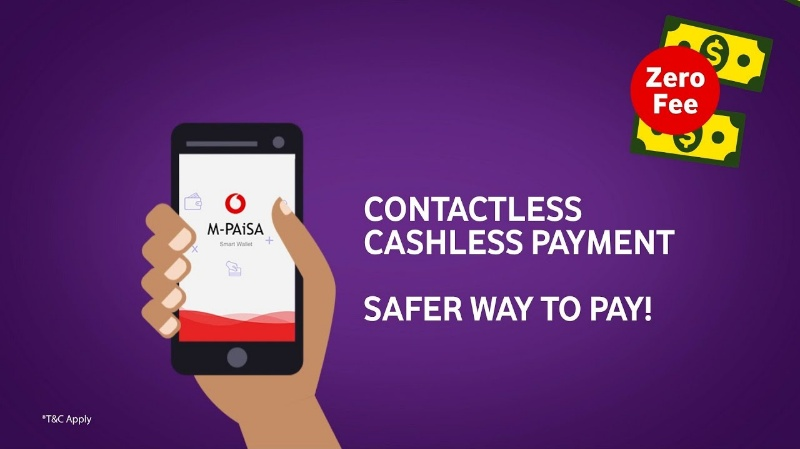 Zero
Fee
$
$
M-PAiSA
Smart Wallet
CONTACTLESS
CASHLESS PAYMENT
SAFER WAY TO PAY!
*T&C Apply